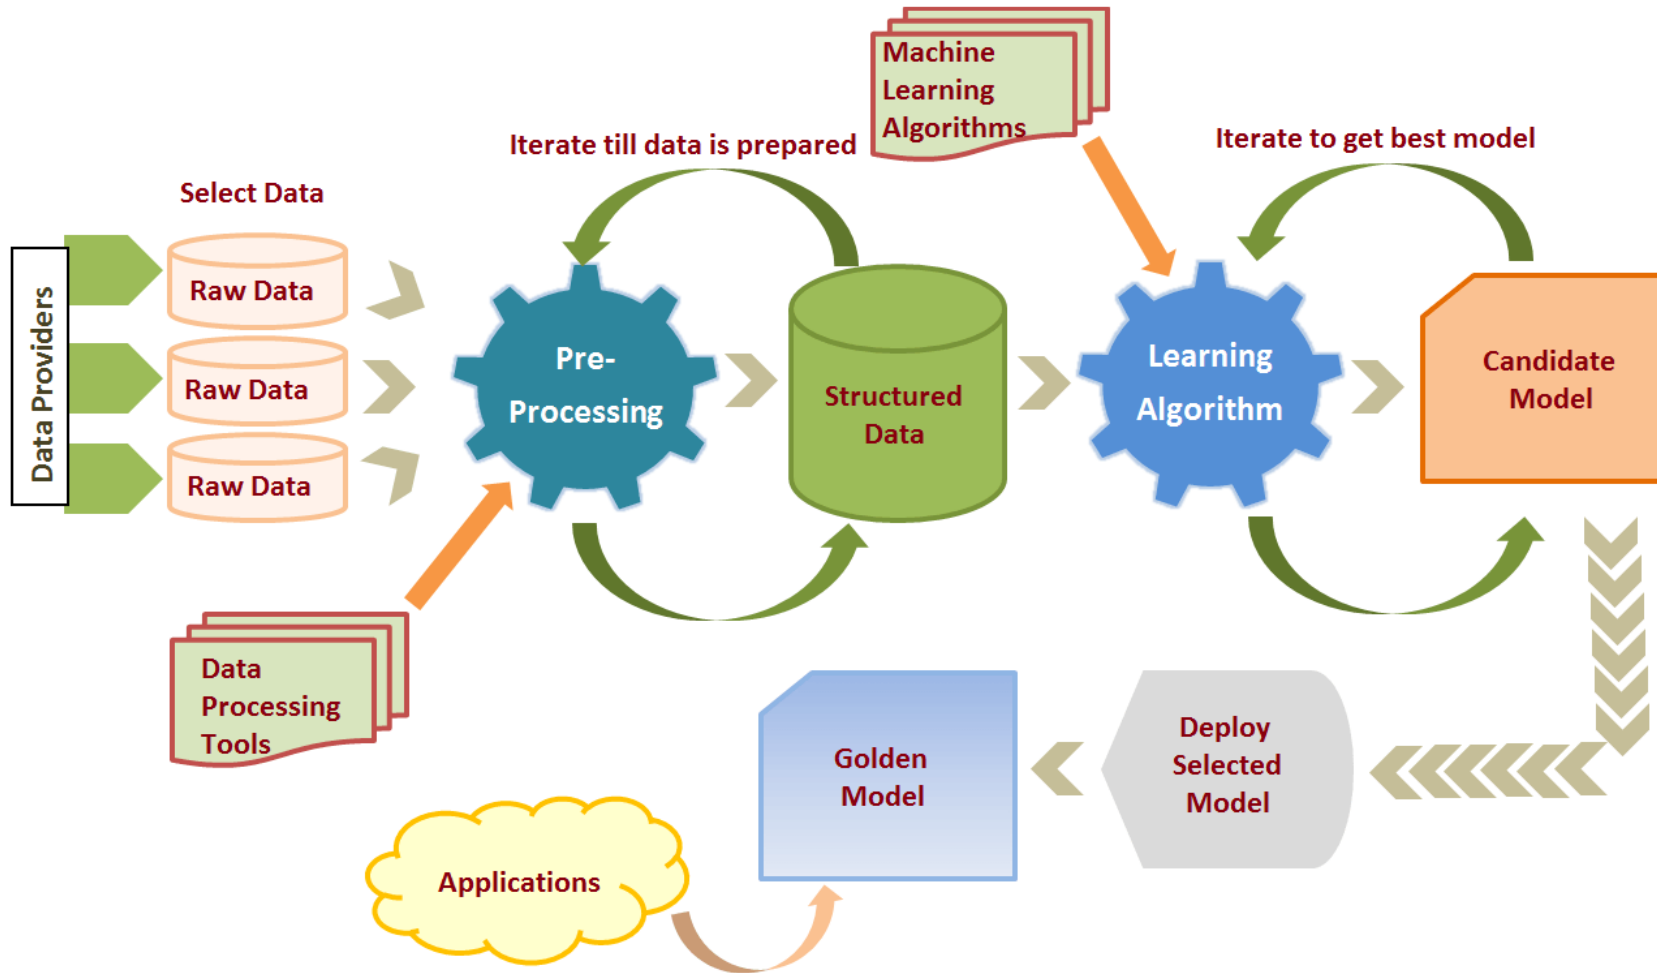 Machine
Learning
Algorithms
Iterate till data is prepared
Iterate to get best model
Select Data
Data Providers
Raw Data
Raw Data
Raw Data
Pre-
Processing
Structured
Data
Learning
Algorithm
Candidate
Model
Data
Processing
Tools
Golden
Model
Deploy
Selected
Model
Applications